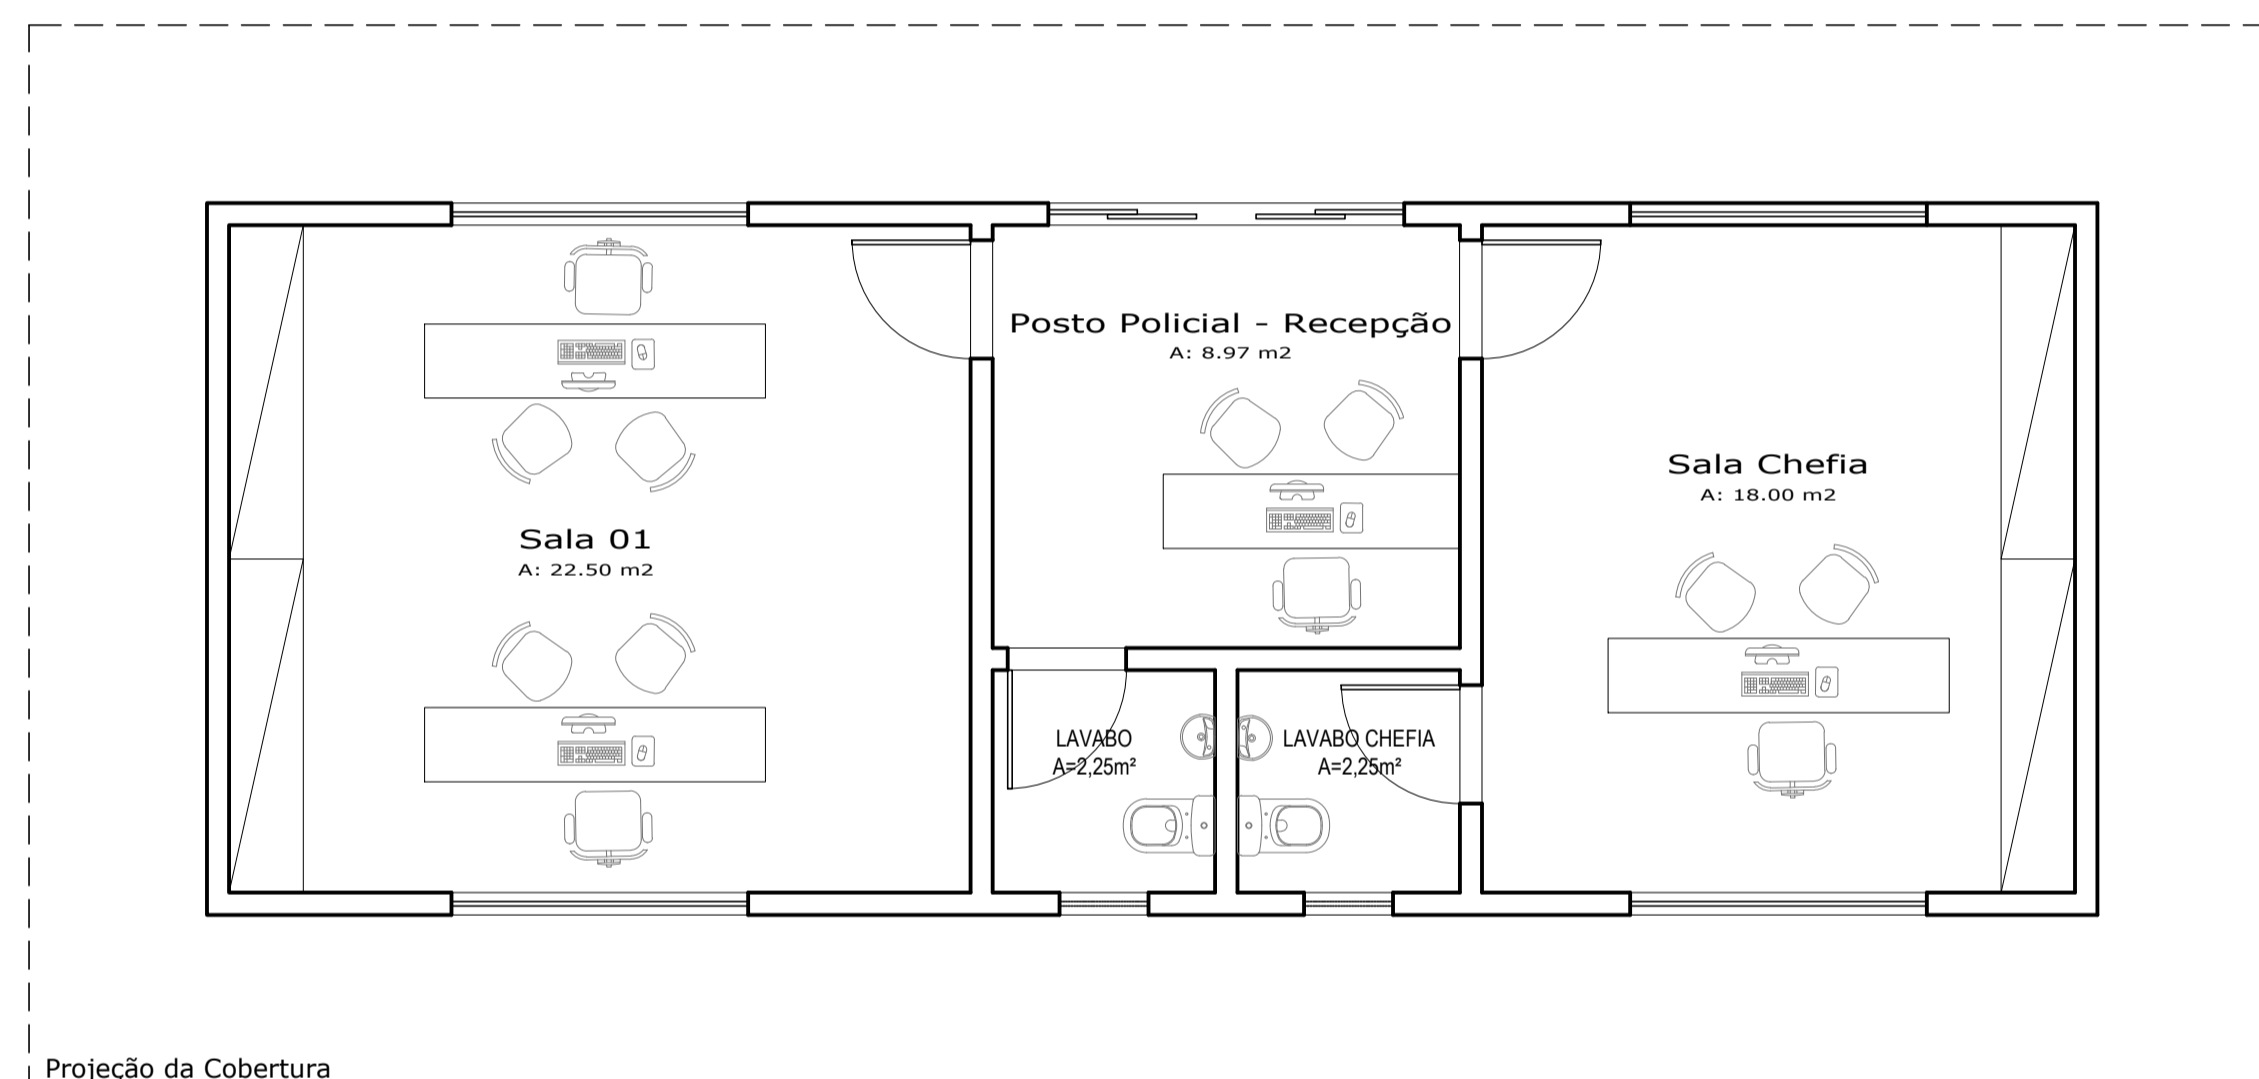 Posto Policial - Recepção
A: 8.97 m2
Sala Chefia
A: 18.00 m2
Sala 01
A: 22.50 m2
LAVABO
A=2,25m²
LAVABO CHEFIA
A=2,25m²
Projeção da Cobertura